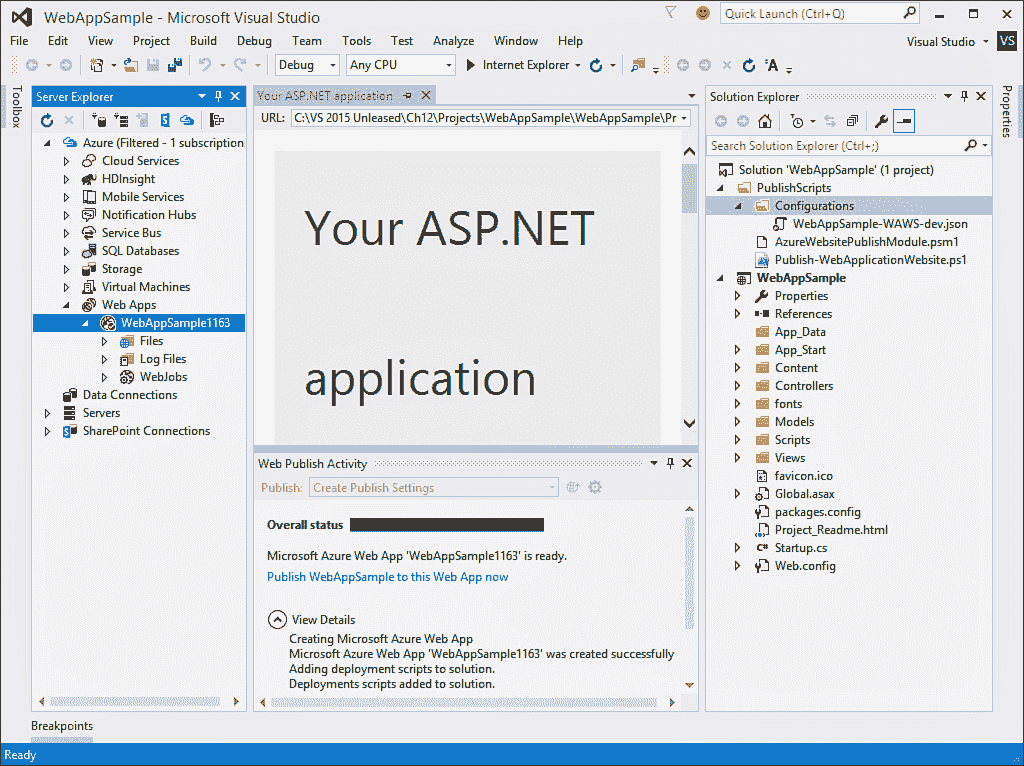 WebAppSample - Microsoft Visual Studio
Quick Launch (Ctrl+Q)
File Edit View Project Build Debug Team Tools Test Analyze Window Help
Visual Studio
VS
Debug Any CPU Internet Explorer
Toolbox
Server Explorer
Azure (Filtered - 1 subscription
Cloud Services
HDInsight
Mobile Services
Notification Hubs
Service Bus
SQL Databases
Storage
Virtual Machines
Web Apps
WebAppSample1163
Files
Log Files
WebJobs
Data Connections
Servers
SharePoint Connections
Your ASP.NET application
URL: C:\VS 2015 Unleased\Ch12\Projects\WebAppSample\WebAppSample\Pr
Your ASP.NET
application
Web Publish Activity
Publish: Create Publish Settings
Overall status
Microsoft Azure Web App 'WebAppSample1163' is ready.
Publish WebAppSample to this Web App now
View Details
Creating Microsoft Azure Web App
Microsoft Azure Web App 'WebAppSample1163' was created successfully
Adding deployment scripts to solution.
Deployments scripts added to solution.
Solution Explorer
Search Solution Explorer (Ctrl+;)
Solution 'WebAppSample' (1 project)
PublishScripts
Configurations
WebAppSample-WAWS-dev.json
AzureWebsitePublishModule.psm1
Publish-WebApplicationWebsite.ps1
WebAppSample
Properties
References
App_Data
App_Start
Content
Controllers
fonts
Models
Scripts
Views
favicon.ico
Global.asax
packages.config
Project_Readme.html
C# Startup.cs
Web.config
Properties
Breakpoints
Ready